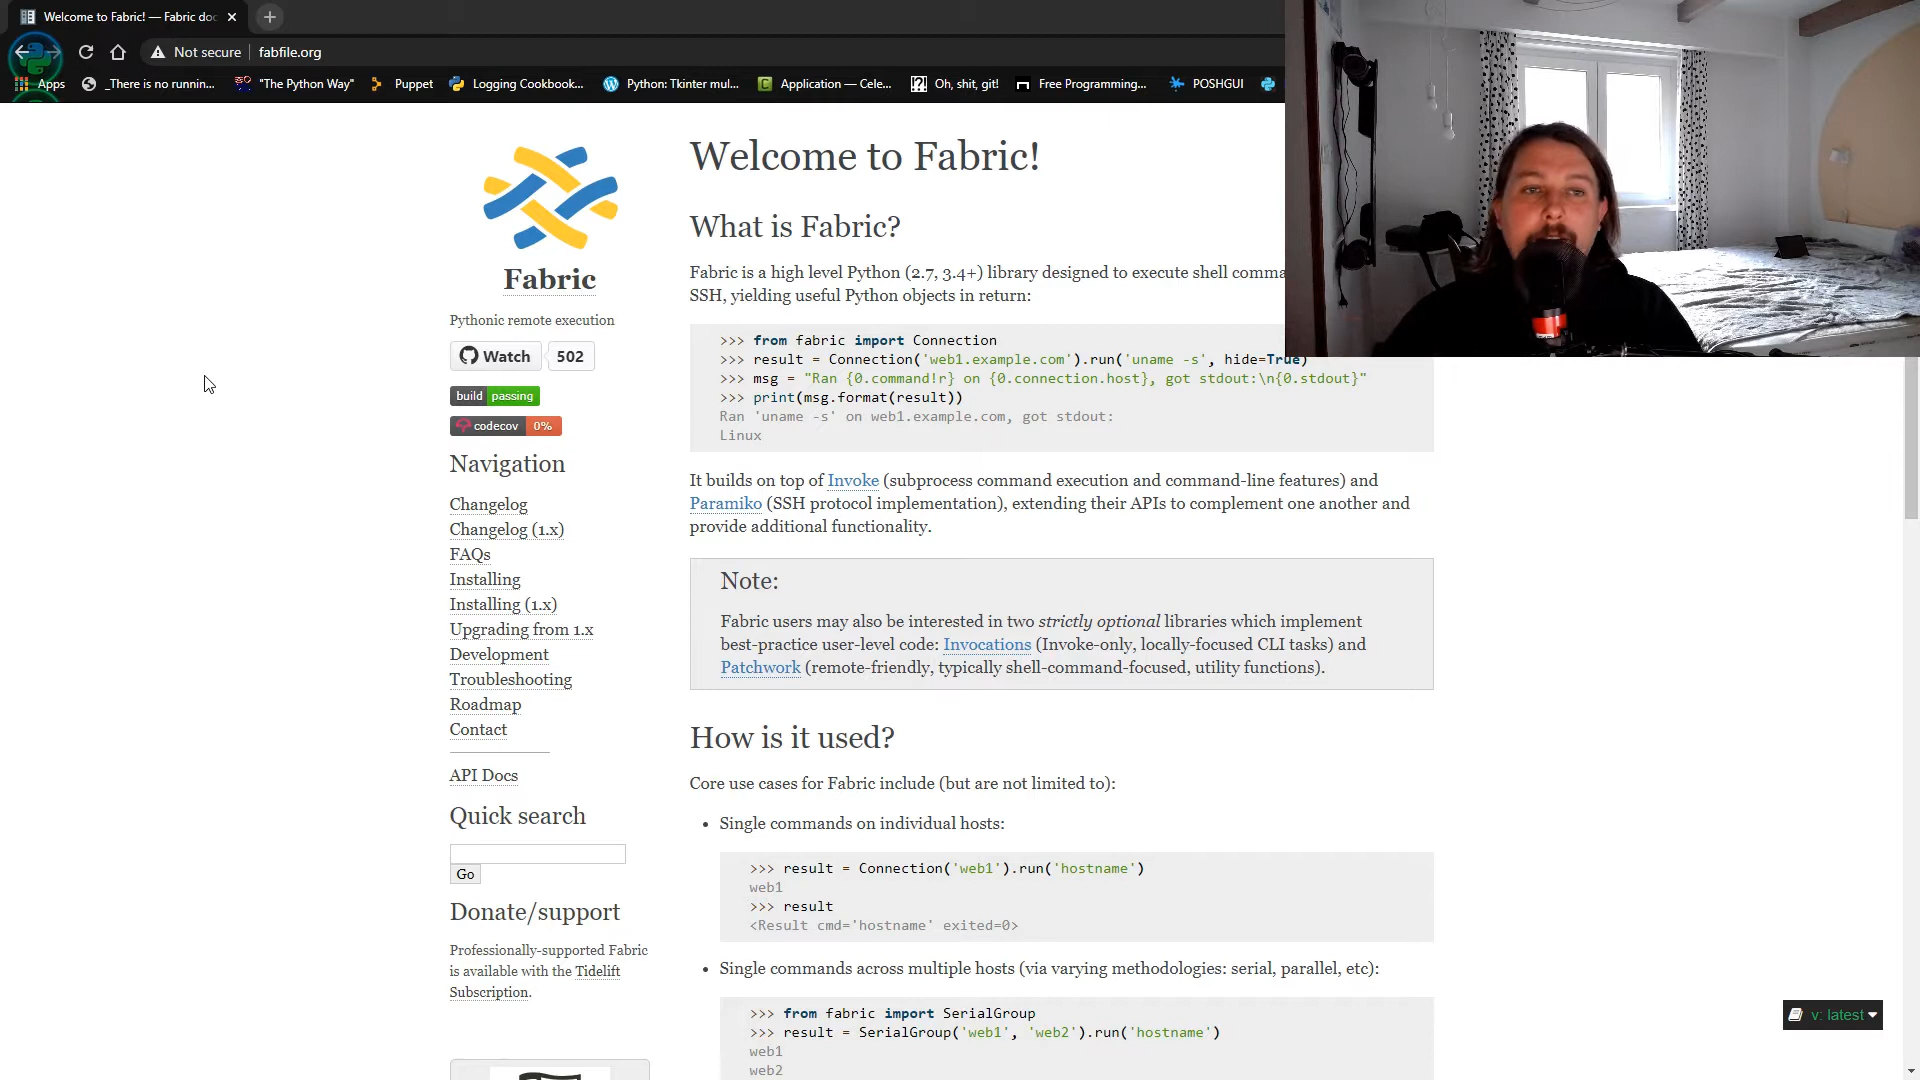 Welcome to Fabric! — Fabric doc
Not secure
fabfile.org
Apps
_There is no runnin...
"The Python Way"
Puppet
Logging Cookbook...
Python: Tkinter mul...
Application — Cele...
Oh, shit, git!
Free Programming...
POSHGUI
Fabric
Pythonic remote execution
Watch
502
build passing
codecov 0%
Navigation
Changelog
Changelog (1.x)
FAQs
Installing
Installing (1.x)
Upgrading from 1.x
Development
Troubleshooting
Roadmap
Contact
API Docs
Quick search
Go
Donate/support
Professionally-supported Fabric
is available with the Tidelift
Subscription.
Welcome to Fabric!
What is Fabric?
Fabric is a high level Python (2.7, 3.4+) library designed to execute shell comma
SSH, yielding useful Python objects in return:
>>> from fabric import Connection
>>> result = Connection('web1.example.com').run('uname -s', hide=True)
>>> msg = "Ran {0.command!r} on {0.connection.host}, got stdout:\n{0.stdout}"
>>> print(msg.format(result))
Ran 'uname -s' on web1.example.com, got stdout:
Linux
It builds on top of Invoke (subprocess command execution and command-line features) and
Paramiko (SSH protocol implementation), extending their APIs to complement one another and
provide additional functionality.
Note:
Fabric users may also be interested in two strictly optional libraries which implement
best-practice user-level code: Invocations (Invoke-only, locally-focused CLI tasks) and
Patchwork (remote-friendly, typically shell-command-focused, utility functions).
How is it used?
Core use cases for Fabric include (but are not limited to):
• Single commands on individual hosts:
>>> result = Connection('web1').run('hostname')
web1
>>> result
<Result cmd='hostname' exited=0>
• Single commands across multiple hosts (via varying methodologies: serial, parallel, etc):
>>> from fabric import SerialGroup
>>> result = SerialGroup('web1', 'web2').run('hostname')
web1
web2
v: latest